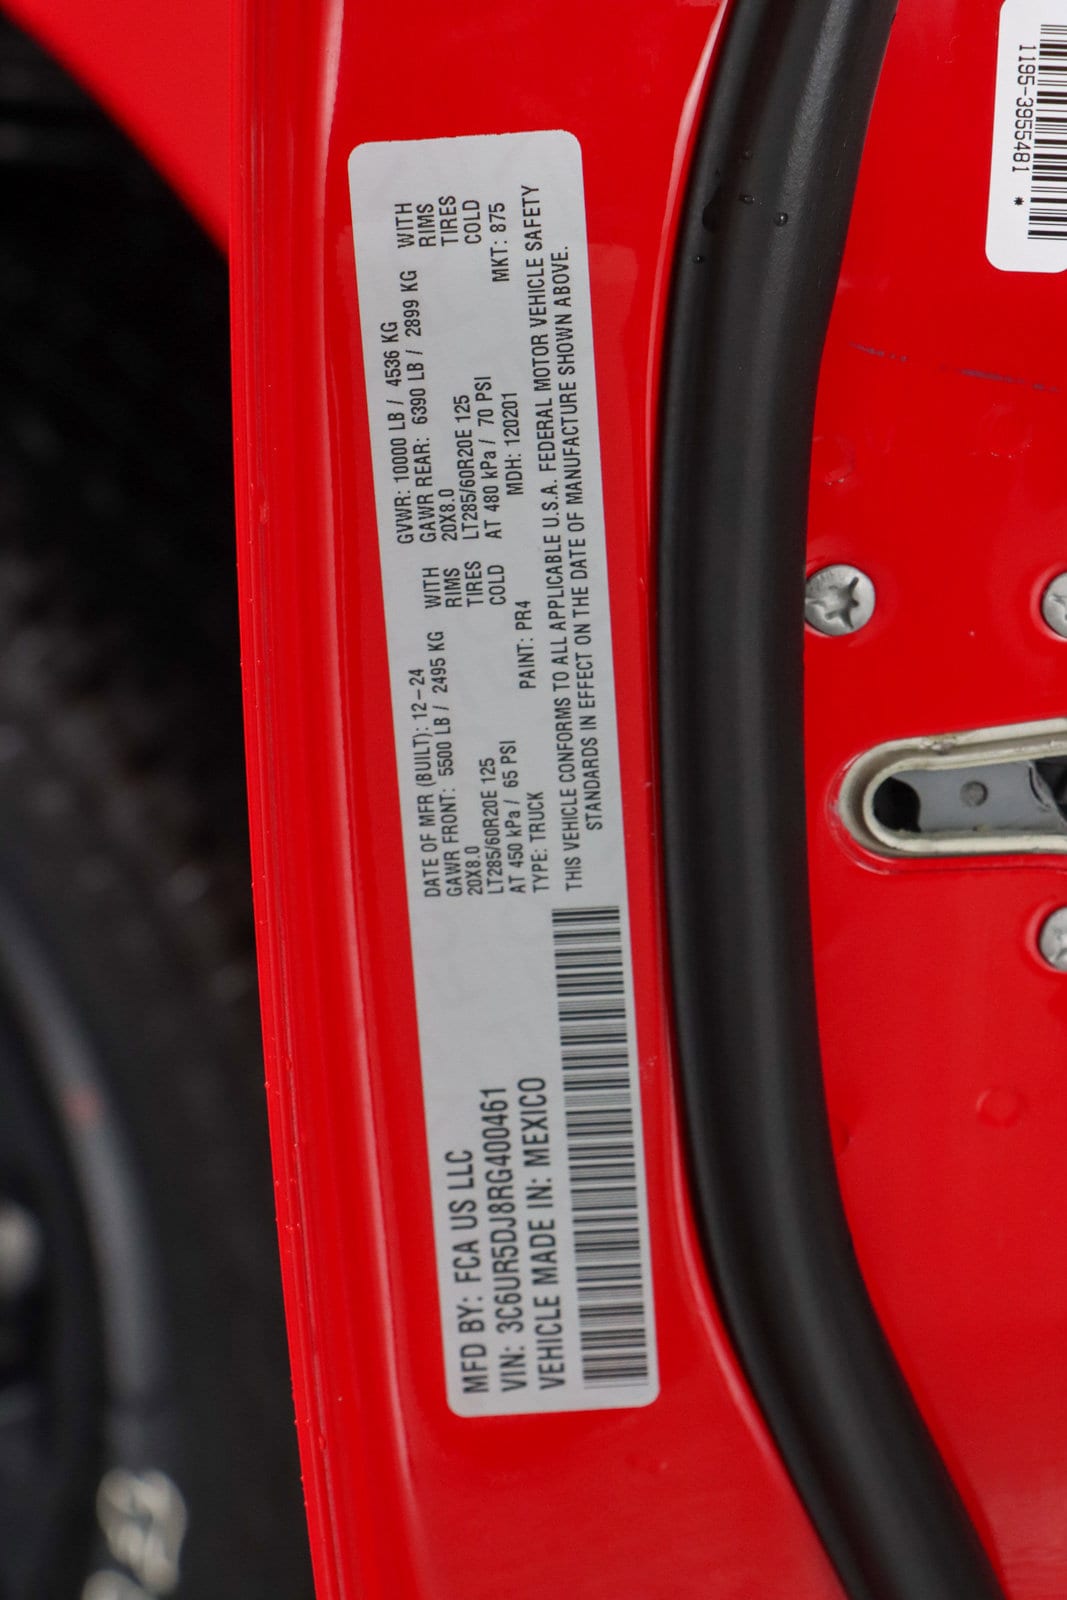 MFD BY: FCA US LLC
VIN: 3C6UR5DJ8RG400461
VEHICLE MADE IN: MEXICO
DATE OF MFR (BUILT): 12-24
GVWR: 10000 LB / 4536 KG
GAWR FRONT: 5500 LB / 2495 KG WITH
20X8.0 RIMS
LT285/60R20E 125 TIRES
AT 450 kPa / 65 PSI COLD
GAWR REAR: 6390 LB / 2899 KG WITH
20X8.0 RIMS
LT285/60R20E 125 TIRES
AT 480 kPa / 70 PSI COLD
TYPE: TRUCK PAINT: PR4 MDH: 120201 MKT: 875
THIS VEHICLE CONFORMS TO ALL APPLICABLE U.S.A. FEDERAL MOTOR VEHICLE SAFETY
STANDARDS IN EFFECT ON THE DATE OF MANUFACTURE SHOWN ABOVE.
1195-3955481 *